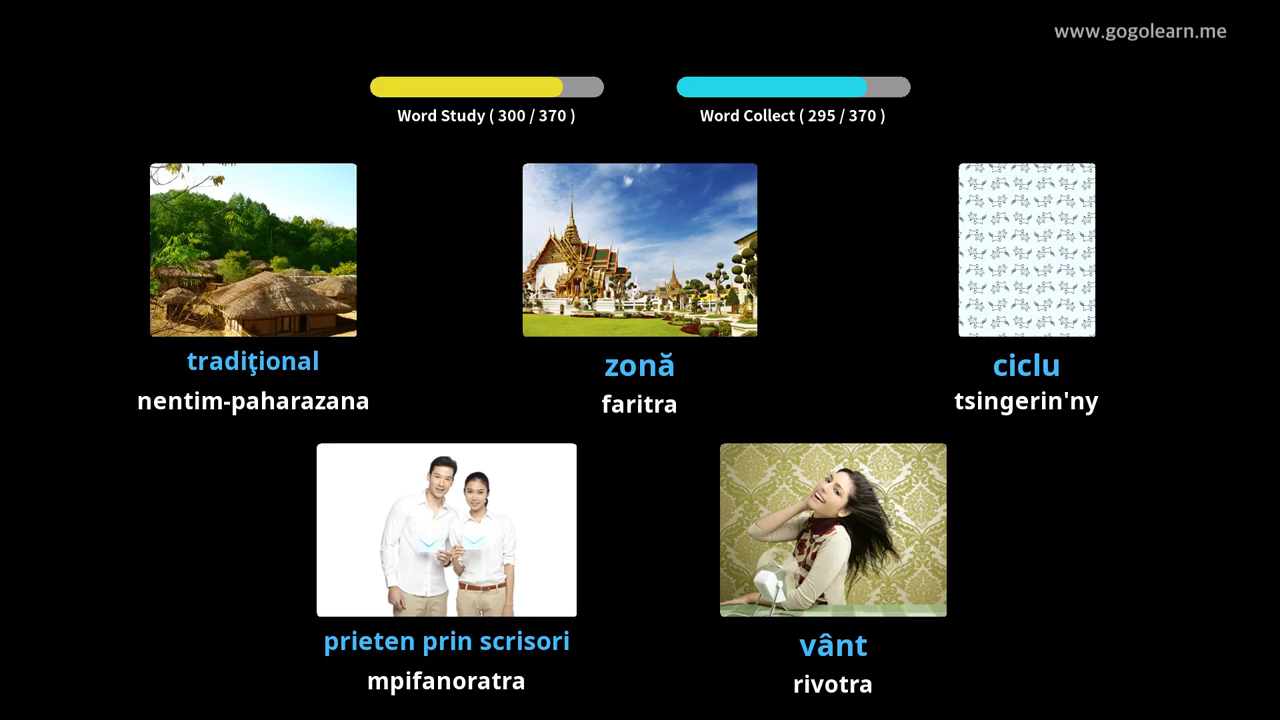 www.gogolearn.me
Word Study ( 300 / 370 )
Word Collect ( 295 / 370 )
tradiţional
nentim-paharazana
zonă
faritra
ciclu
tsingerin'ny
prieten prin scrisori
mpifanoratra
vânt
rivotra